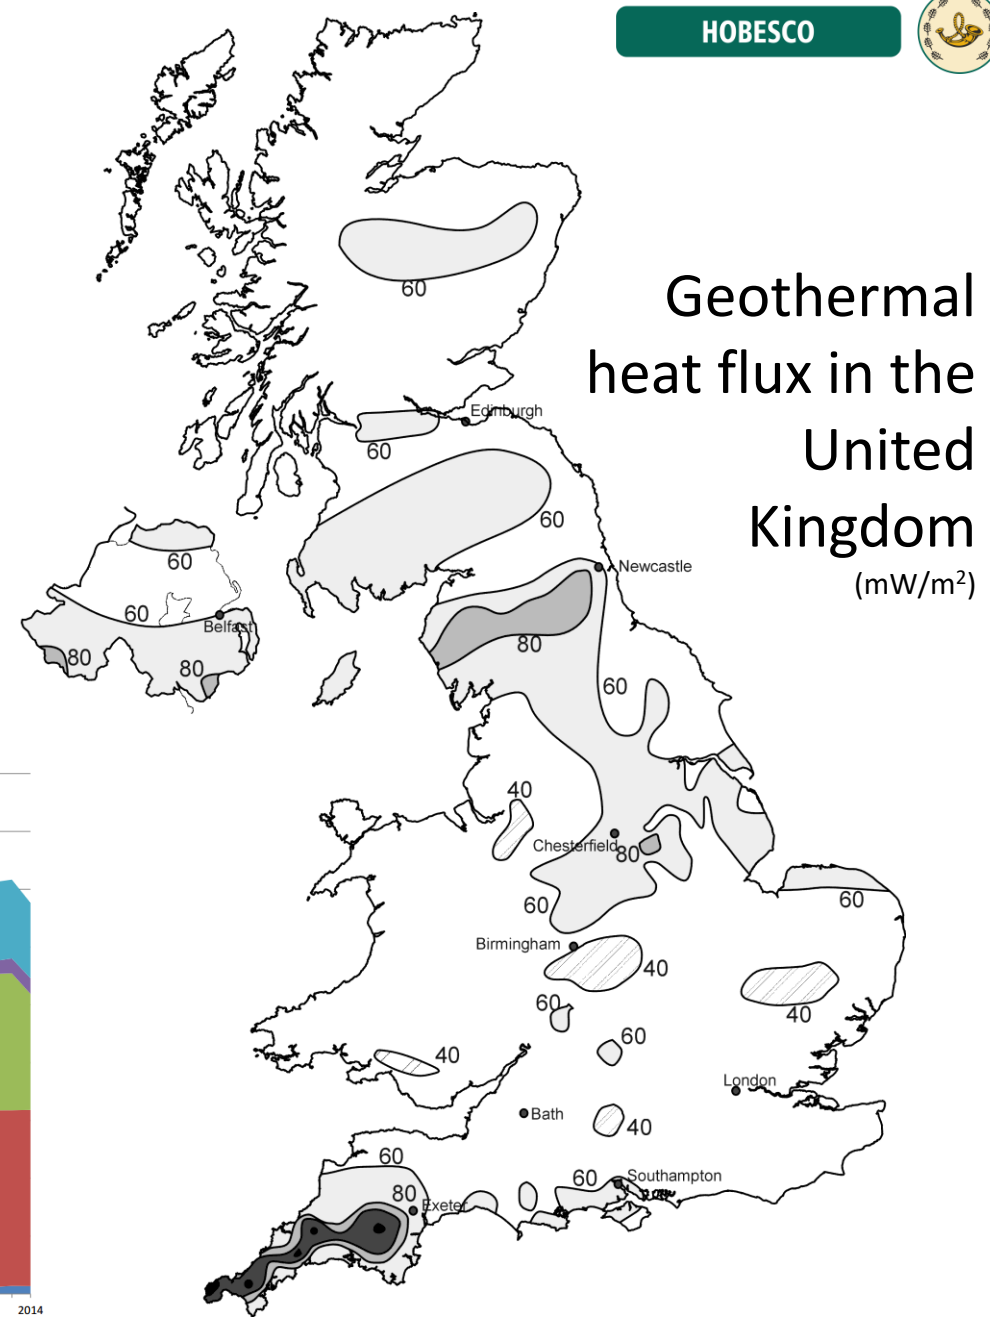 HOBESCO
Geothermal
heat flux in the
United
Kingdom
(mW/m²)
60
Edinburgh
60
60
60
Newcastle
60
Belfast
80
80
80
60
40
Chesterfield
80
60
60
Birmingham
40
40
60
60
40
London
Bath
40
60
60
Southampton
80
Exeter
2014